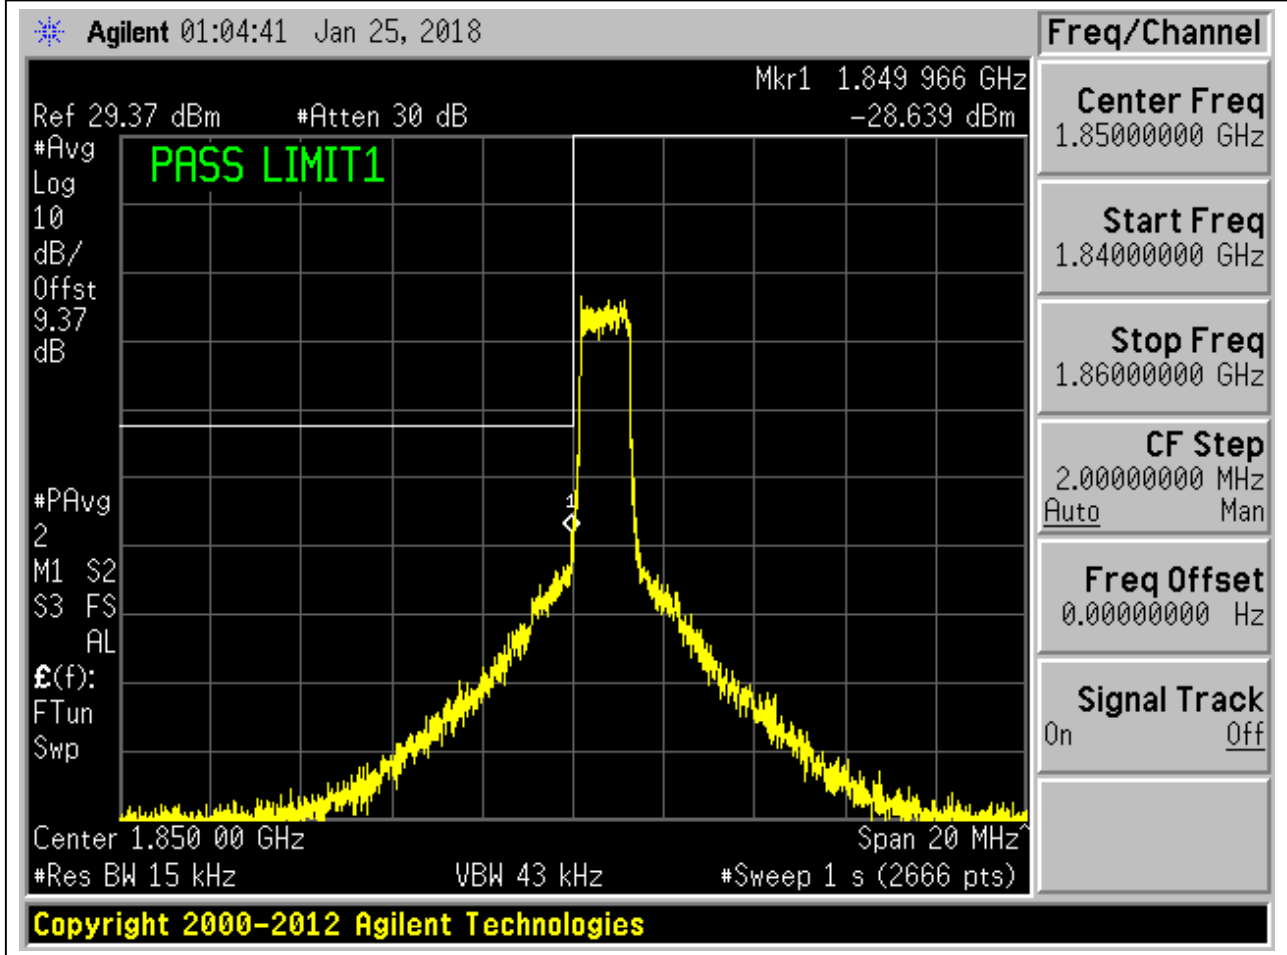 Agilent 01:04:41 Jan 25, 2018
Freq/Channel
Mkr1 1.849 966 GHz
Ref 29.37 dBm #Atten 30 dB -28.639 dBm
#Avg
Log
10
dB/
Offst
9.37
dB
PASS LIMIT1
1
#PAvg
2
M1 S2
S3 FS
AL
£(f):
FTun
Swp
Center 1.850 00 GHz Span 20 MHz^
#Res BW 15 kHz VBW 43 kHz #Sweep 1 s (2666 pts)
Copyright 2000-2012 Agilent Technologies
Center Freq
1.85000000 GHz
Start Freq
1.84000000 GHz
Stop Freq
1.86000000 GHz
CF Step
2.00000000 MHz
Auto Man
Freq Offset
0.00000000 Hz
Signal Track
On Off